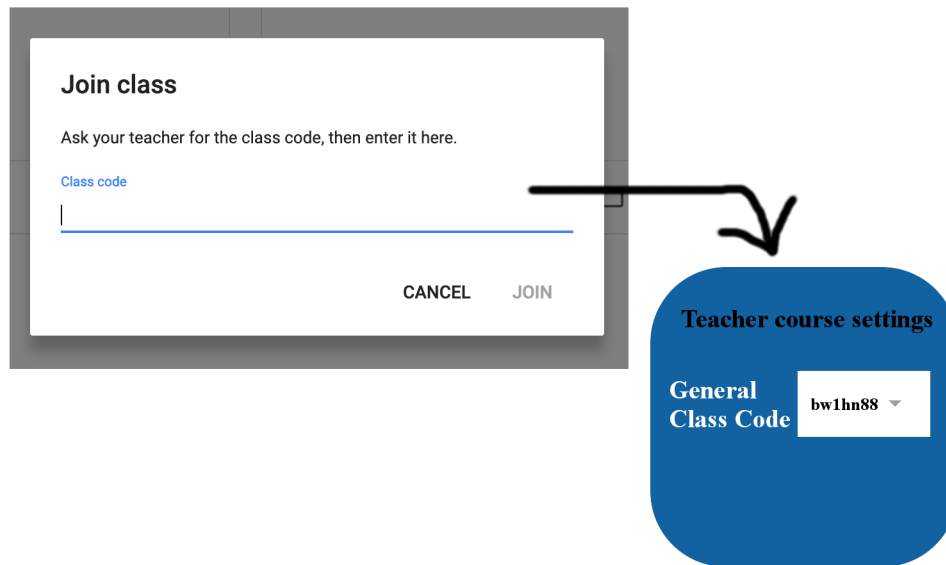 Join class
Ask your teacher for the class code, then enter it here.
Class code
CANCEL JOIN
Teacher course settings
General
Class Code
bw1hn88